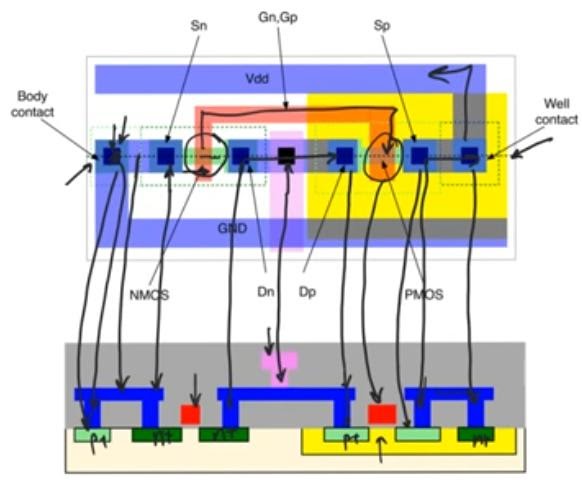 Gn,Gp
Sn
Sp
Vdd
Body
contact
Well
contact
GND
NMOS
Dn
Dp
PMOS
P+
n+
n+
P+